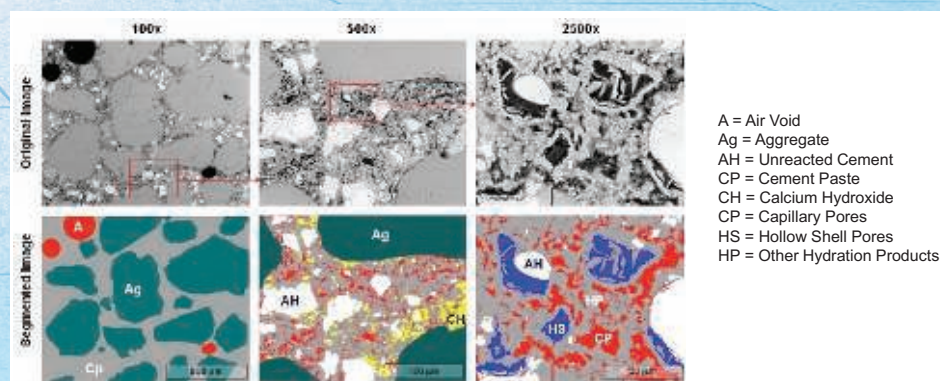 100x 500x 2500x
Original Image
A = Air Void
Ag = Aggregate
AH = Unreacted Cement
CP = Cement Paste
CH = Calcium Hydroxide
CP = Capillary Pores
HS = Hollow Shell Pores
HP = Other Hydration Products
Segmented Image
A
Ag
Cp
Ag
AH
CH
AH
HP
HS
CP